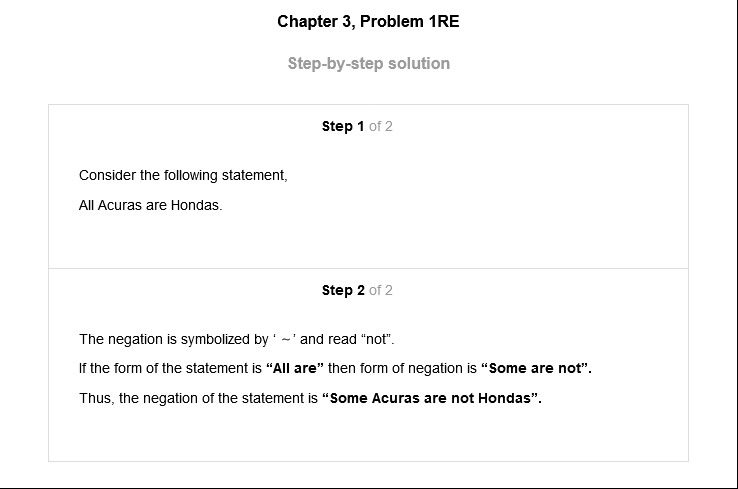 Chapter 3, Problem 1RE
Step-by-step solution
Step 1 of 2
Consider the following statement,
All Acuras are Hondas.
Step 2 of 2
The negation is symbolized by ‘ ~ ’ and read “not”.
If the form of the statement is “All are” then form of negation is “Some are not”.
Thus, the negation of the statement is “Some Acuras are not Hondas”.